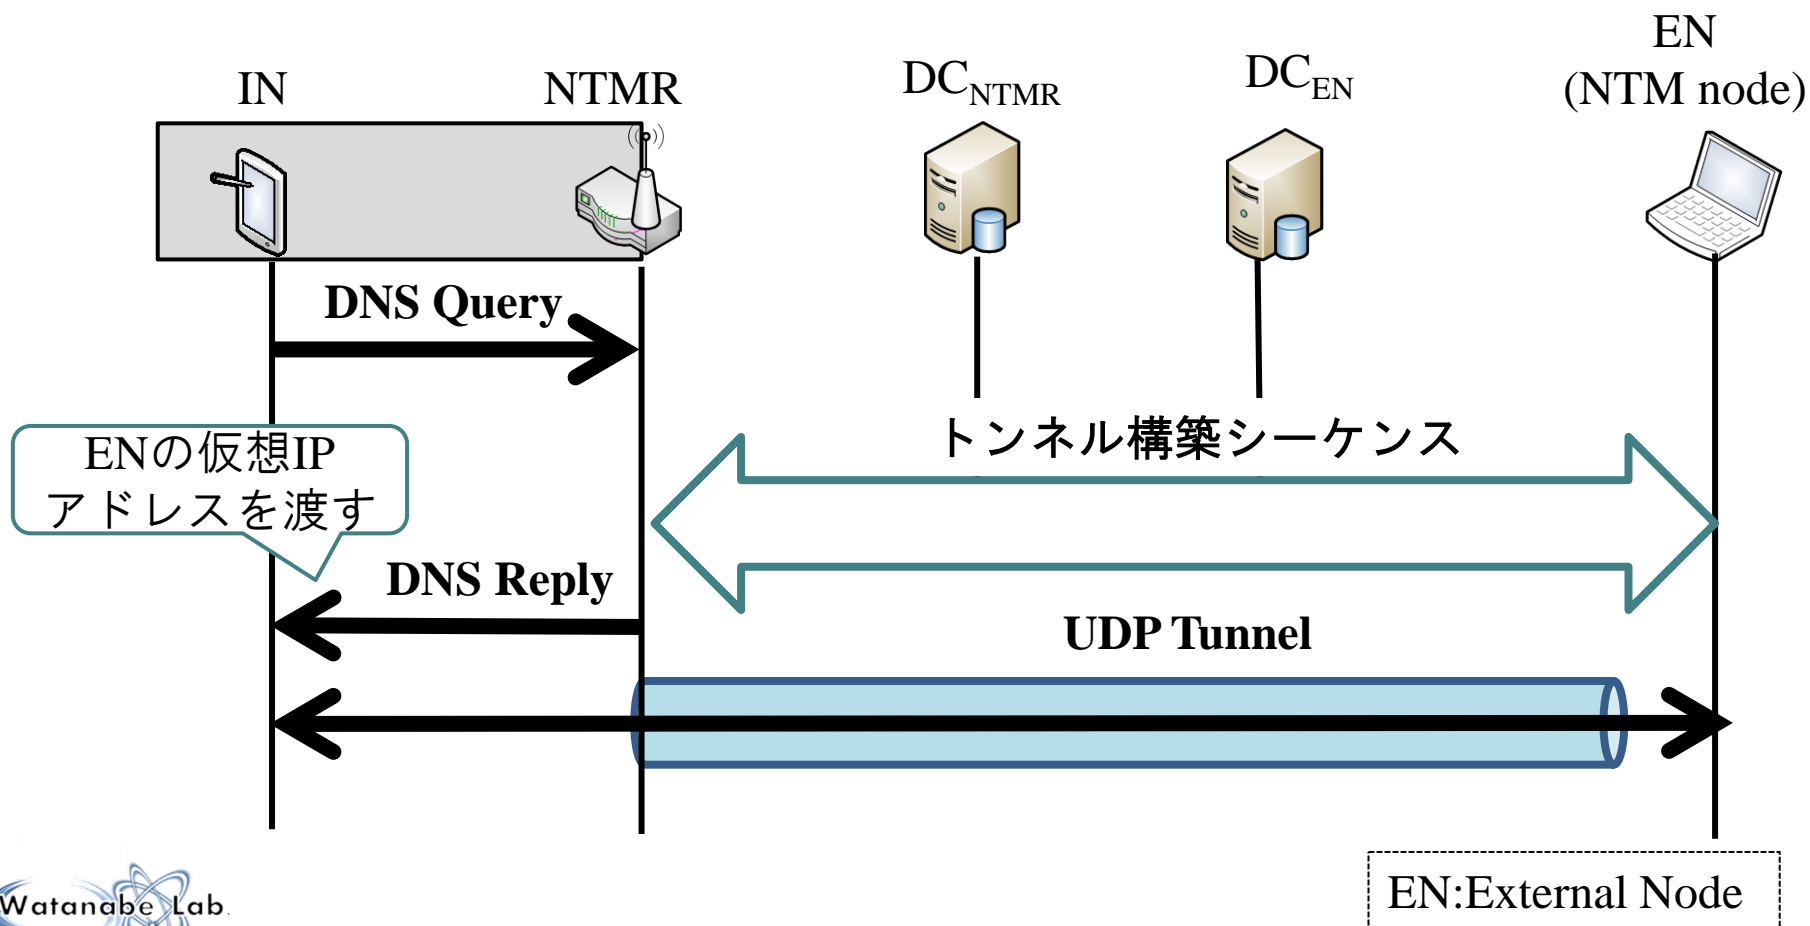 IN
NTMR
DC_NTMR
DC_EN
EN
(NTM node)
DNS Query
トンネル構築シーケンス
ENの仮想IP
アドレスを渡す
DNS Reply
UDP Tunnel
Watanabe Lab.
EN:External Node